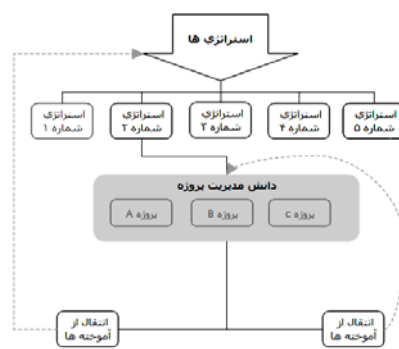 استراتژی ها
استراتژی
شماره ۱
استراتژی
شماره ۲
استراتژی
شماره ۳
استراتژی
شماره ۴
استراتژی
شماره ۵
دانش مدیریت پروژه
پروژه A
پروژه B
پروژه c
انتقال از
آموخته ها
انتقال از
آموخته ها